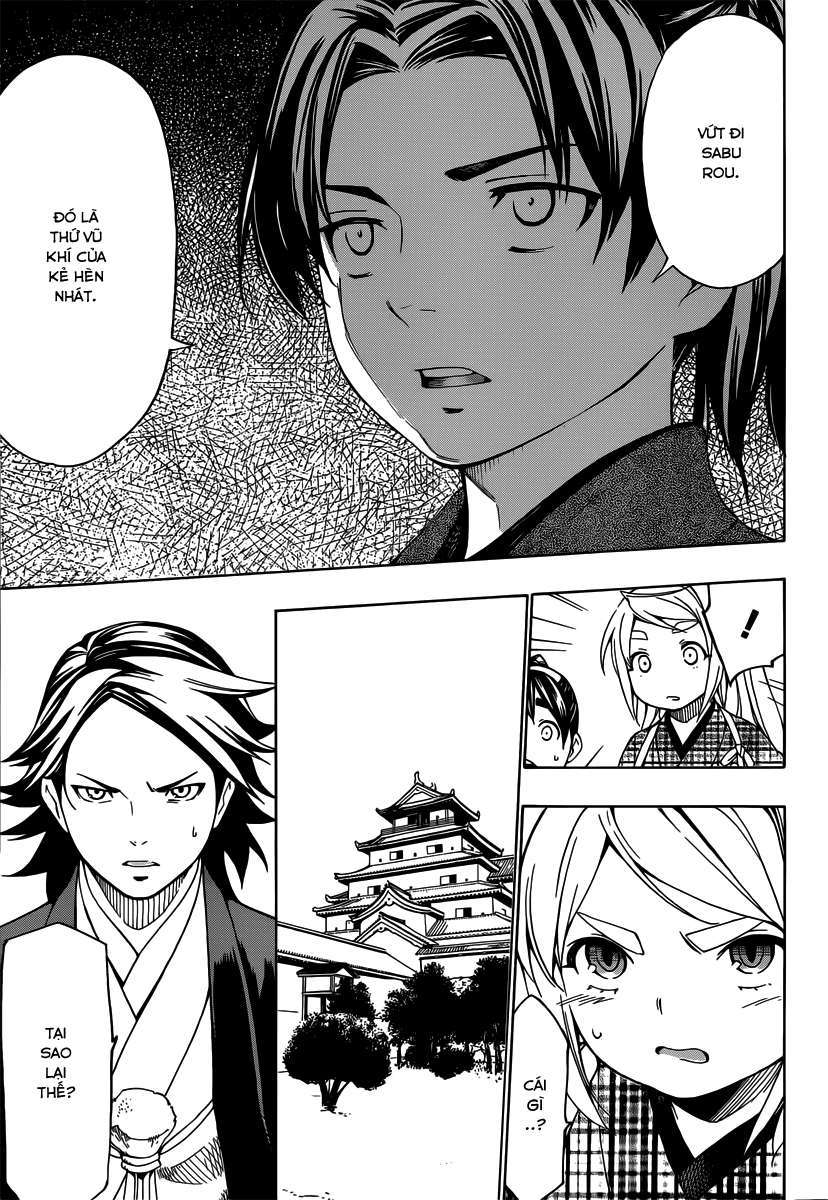 VỨT ĐI
SABU
ROU.
ĐÓ LÀ
THỨ VŨ
KHÍ CỦA
KẺ HÈN
NHÁT.
!
CÁI
GÌ
..?
TẠI
SAO
LẠI
THẾ?